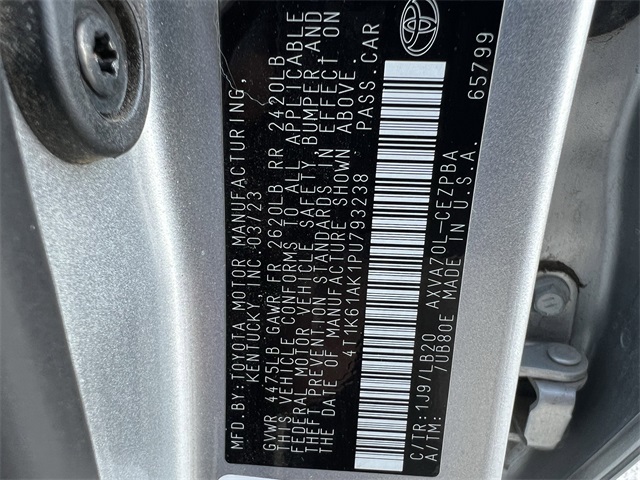 MFD. BY: TOYOTA MOTOR MANUFACTURING,
KENTUCKY, INC. 03/23
GVWR 4475LB GAWR FR 2620LB RR 2420LB
THIS VEHICLE CONFORMS TO ALL APPLICABLE
FEDERAL MOTOR VEHICLE SAFETY, BUMPER, AND
THEFT PREVENTION STANDARDS IN EFFECT ON
THE DATE OF MANUFACTURE SHOWN ABOVE.
4T1K61AK1PU793238 PASS. CAR
65799
C/TR: 1J9/LB20 AXVA70L-CEZPBA
A/TM: /UB80E MADE IN U.S.A.